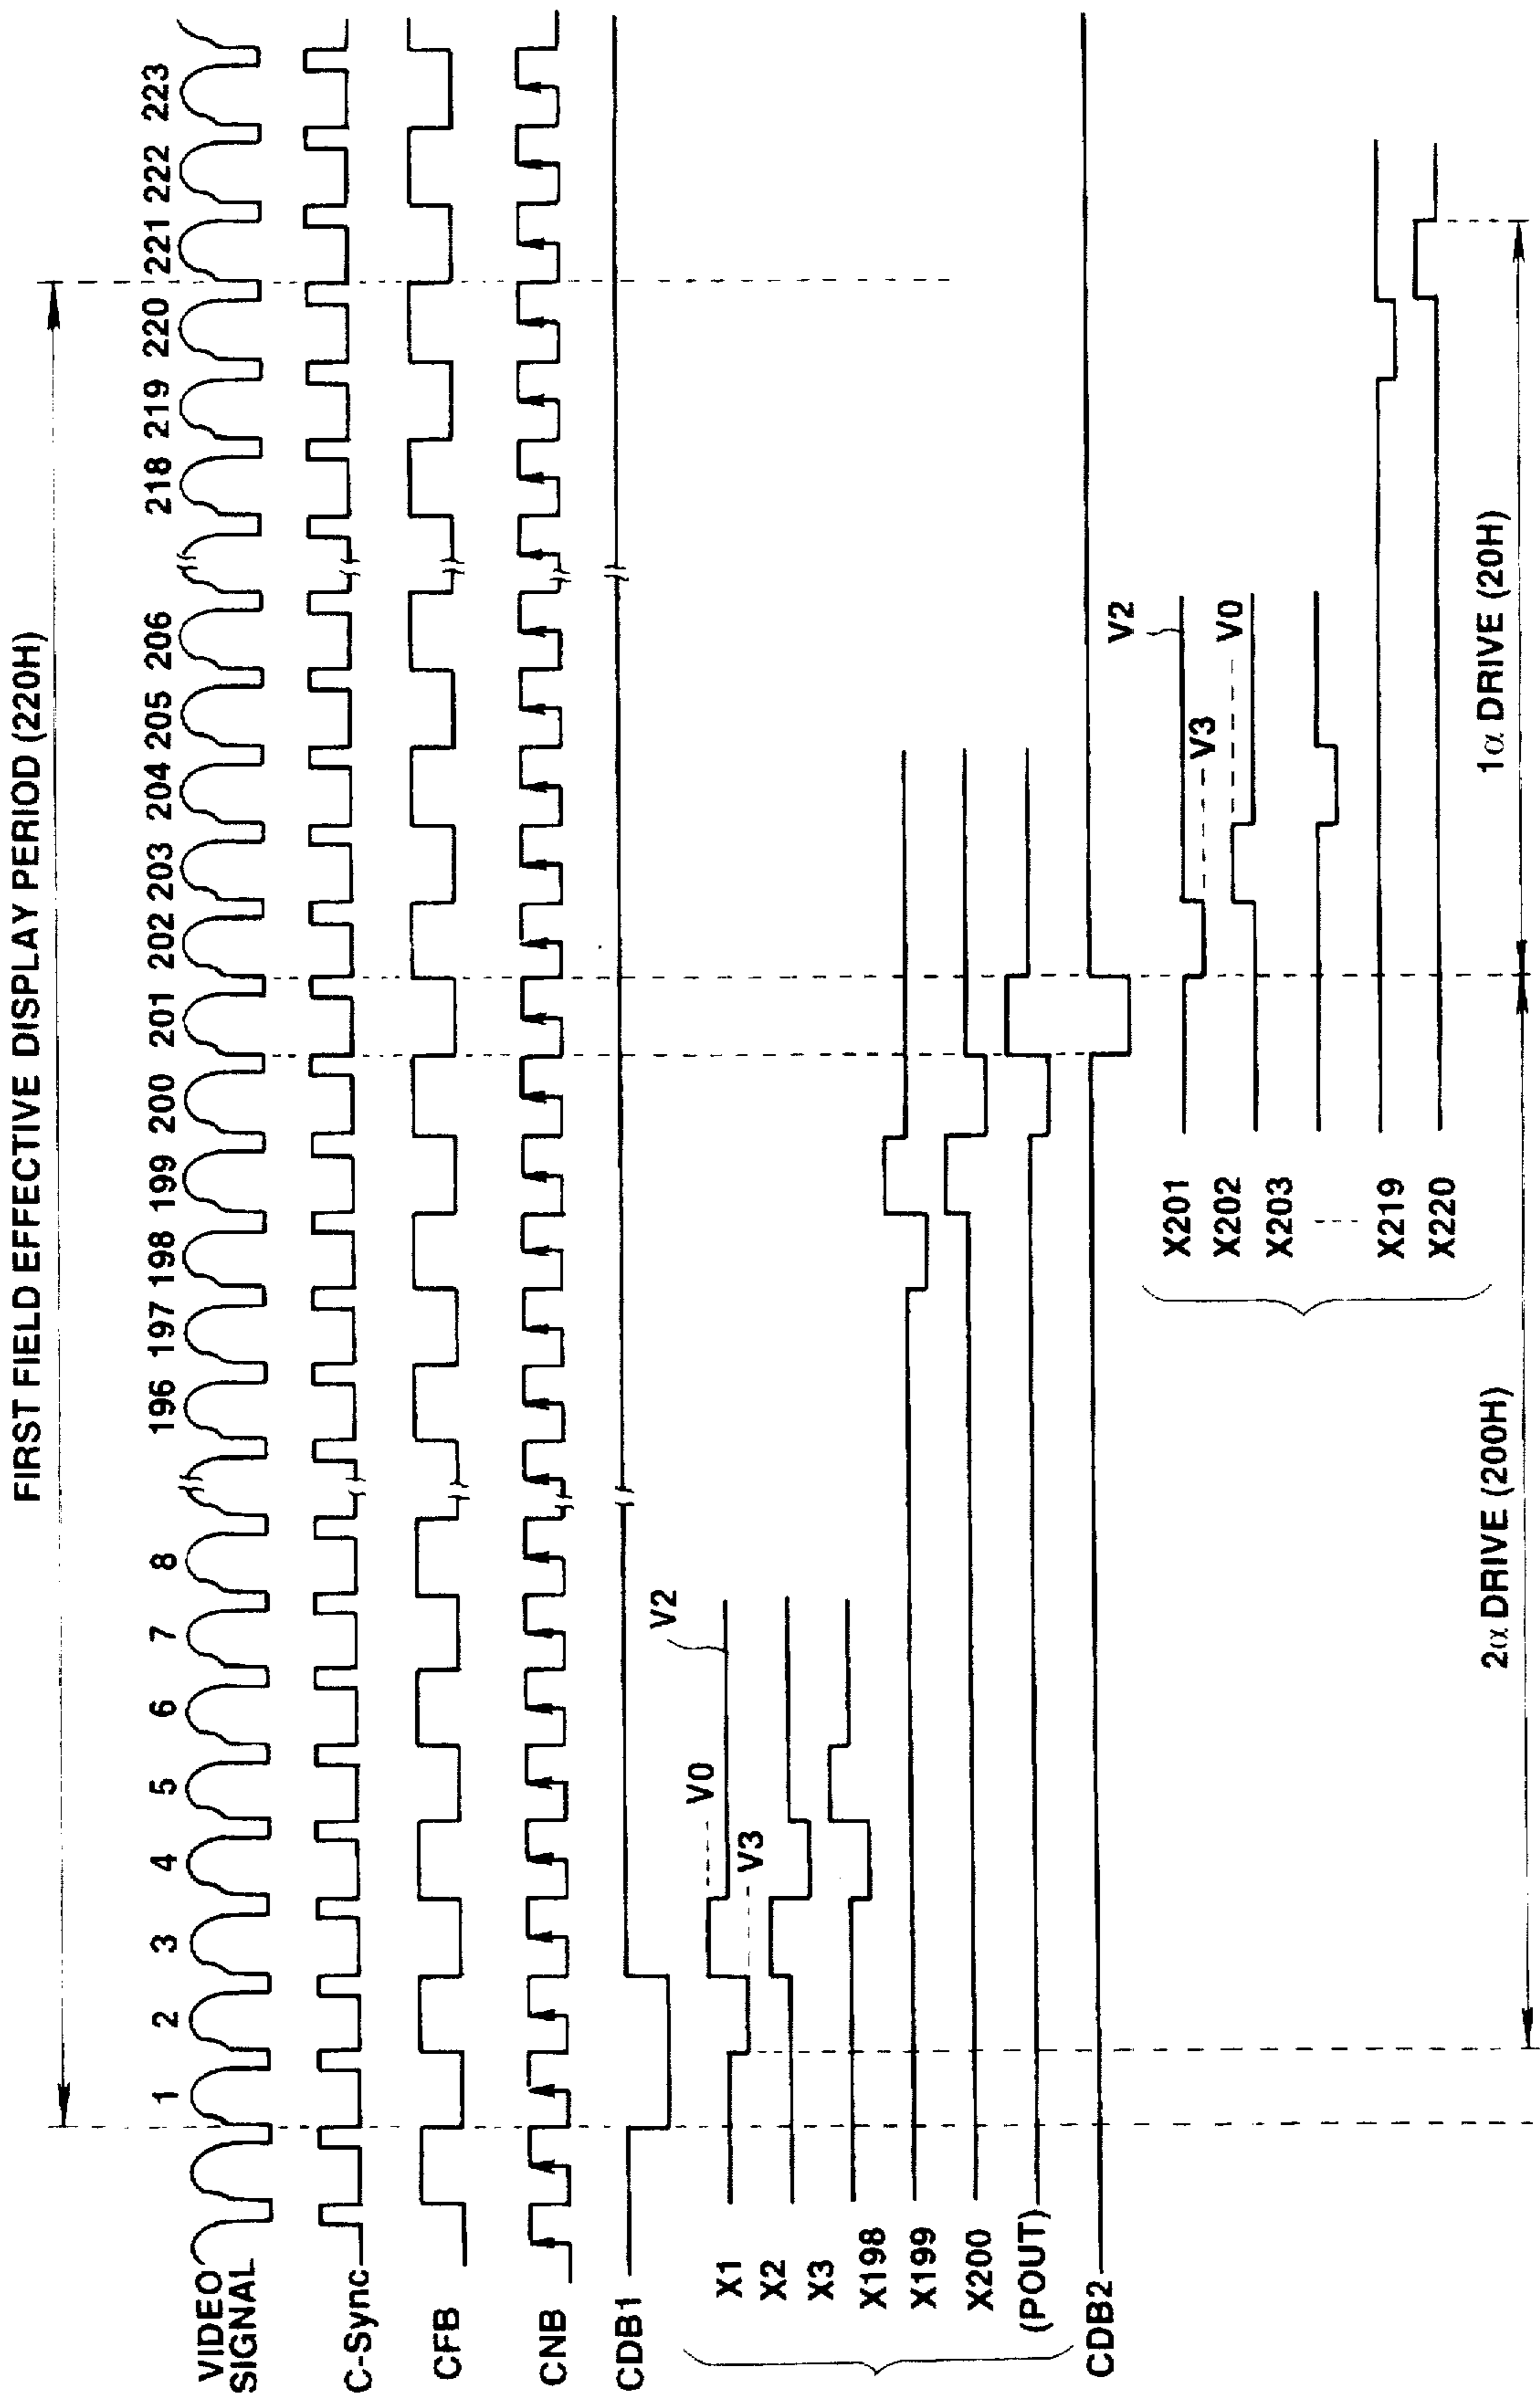 FIRST FIELD EFFECTIVE DISPLAY PERIOD (220H)
1 2 3 4 5 6 7 8 196 197 198 199 200 201 202 203 204 205 206 218 219 220 221 222 223
VIDEO
SIGNAL
C-Sync
CFB
CNB
CDB1
V0
V2
V3
X1
X2
X3
X198
X199
X200
(POUT)
CDB2
V2
V3
V0
X201
X202
X203
X219
X220
2α DRIVE (200H)
1α DRIVE (20H)